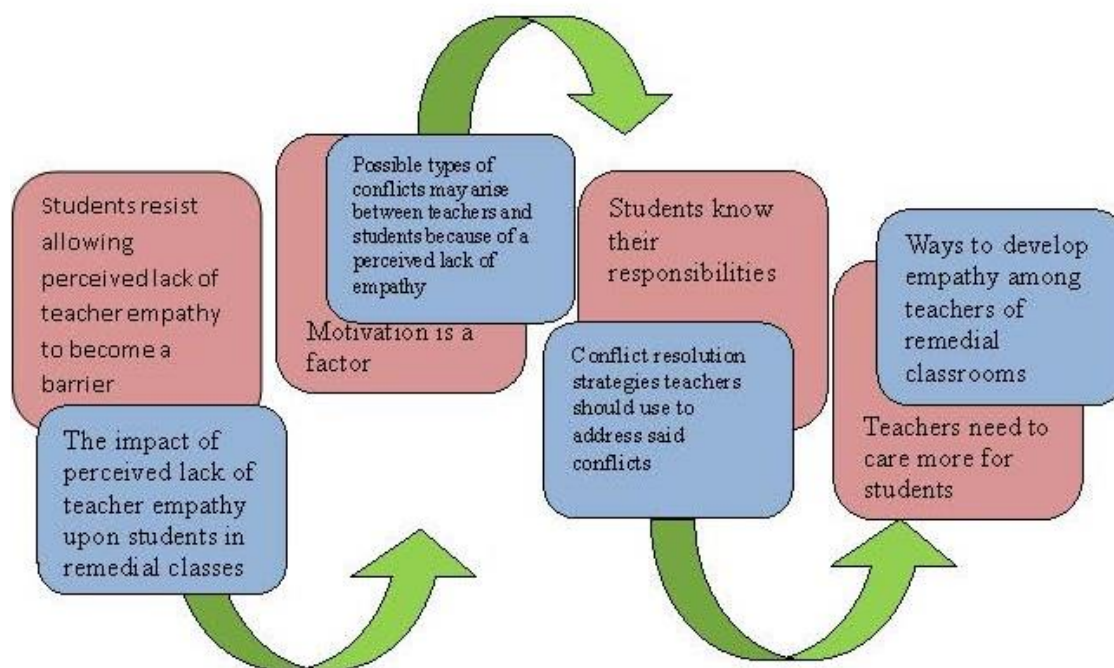 Students resist
allowing
perceived lack of
teacher empathy
to become a
barrier
The impact of
perceived lack of
teacher empathy
upon students in
remedial classes
Possible types of
conflicts may arise
between teachers and
students because of a
perceived lack of
empathy
Motivation is a
factor
Students know
their
responsibilities
Conflict resolution
strategies teachers
should use to
address said
conflicts
Ways to develop
empathy among
teachers of
remedial
classrooms
Teachers need to
care more for
students